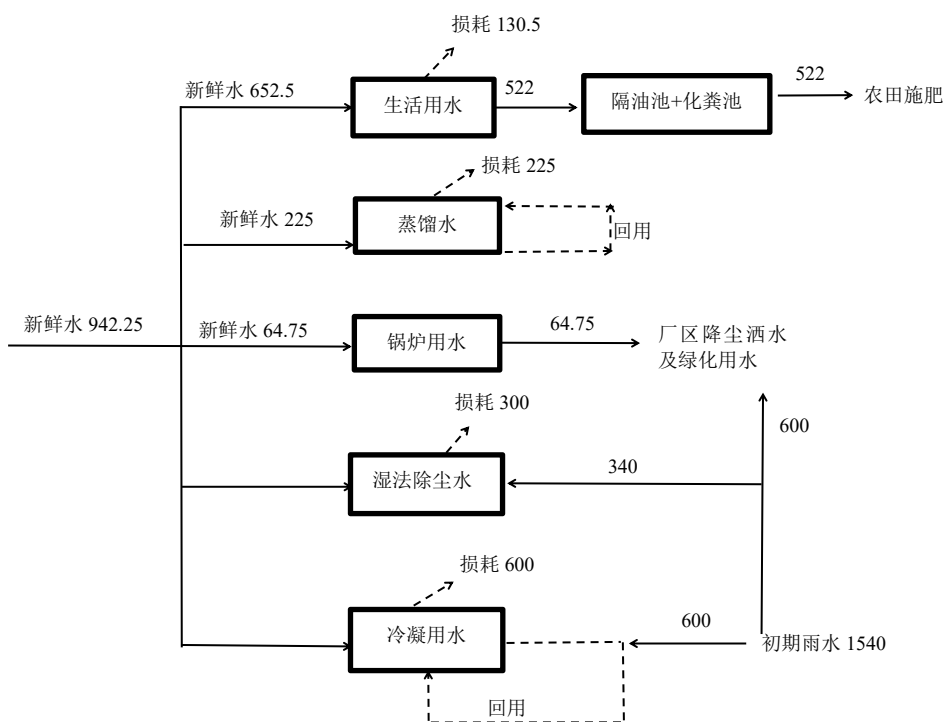 损耗 130.5
新鲜水 652.5
生活用水
522
隔油池+化粪池
522
农田施肥
损耗 225
新鲜水 225
蒸馏水
回用
新鲜水 942.25
新鲜水 64.75
锅炉用水
64.75
厂区降尘洒水
及绿化用水
损耗 300
600
湿法除尘水
340
损耗 600
冷凝用水
600
初期雨水 1540
回用